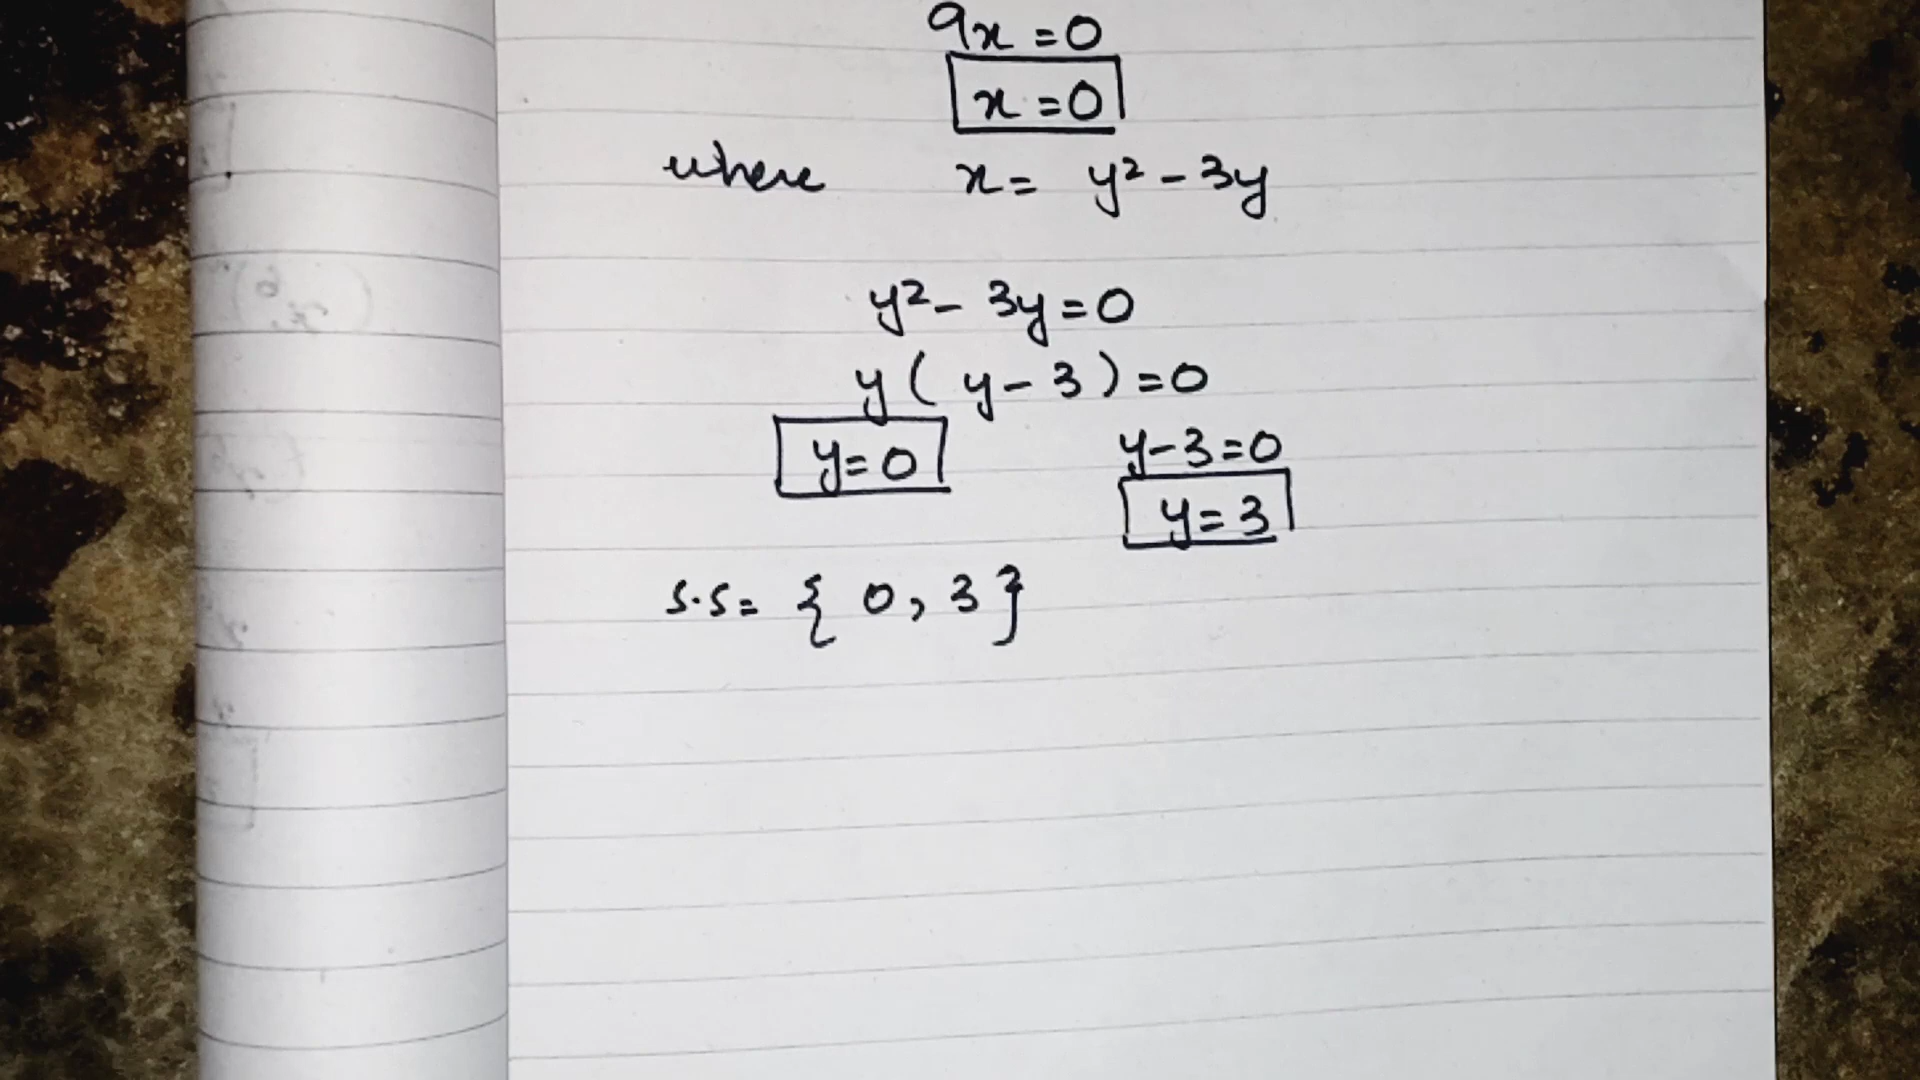 9x = 0
x = 0
where x = y² - 3y
y² - 3y = 0
y ( y - 3 ) = 0
y = 0 y - 3 = 0
y = 3
s.s = { 0, 3 }